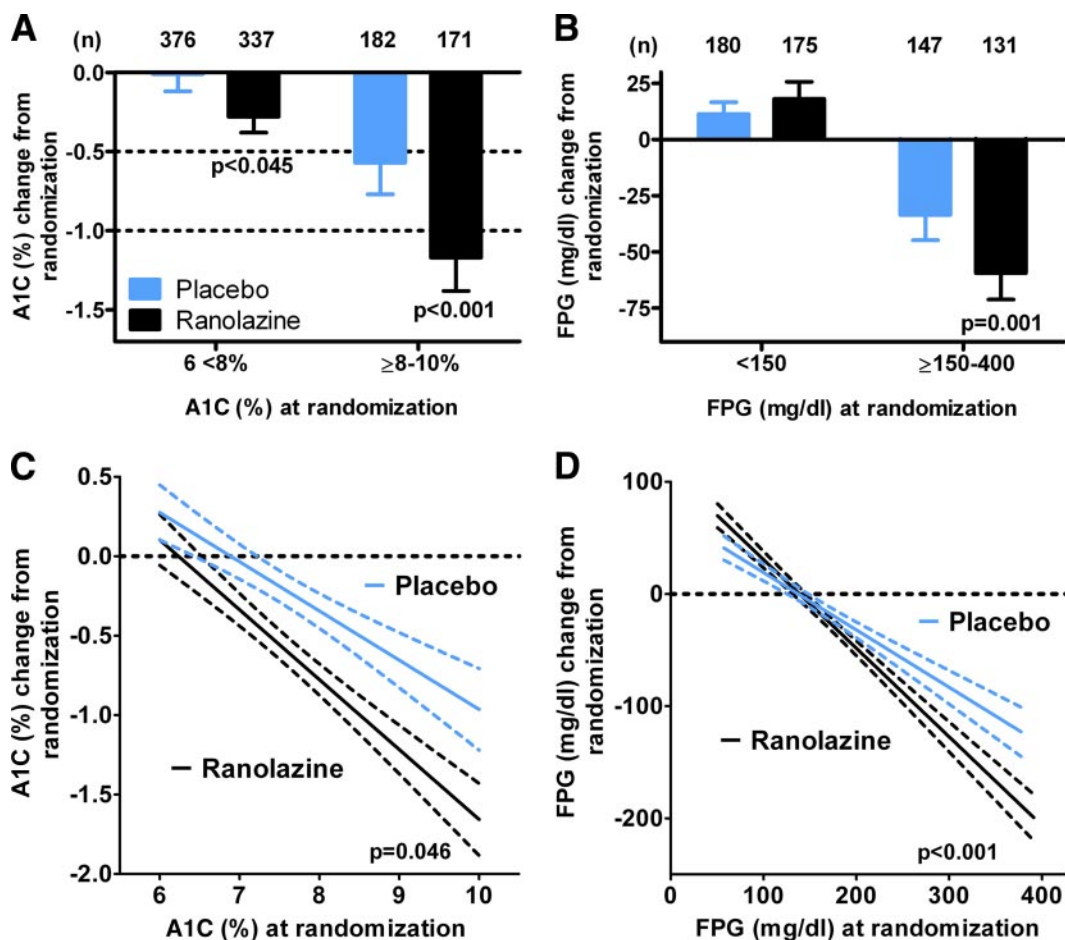 A
(n) 376 337 182 171
A1C (%) change from
randomization
0.0
-0.5
-1.0
-1.5
p<0.045
p<0.001
Placebo
Ranolazine
6 <8% ≥8-10%
A1C (%) at randomization
B
(n) 180 175 147 131
FPG (mg/dl) change from
randomization
25
0
-25
-50
-75
p=0.001
<150 ≥150-400
FPG (mg/dl) at randomization
C
A1C (%) change from
randomization
0.5
0.0
-0.5
-1.0
-1.5
-2.0
Placebo
Ranolazine
p=0.046
6 7 8 9 10
A1C (%) at randomization
D
FPG (mg/dl) change from
randomization
100
0
-100
-200
Placebo
Ranolazine
p<0.001
0 100 200 300 400
FPG (mg/dl) at randomization